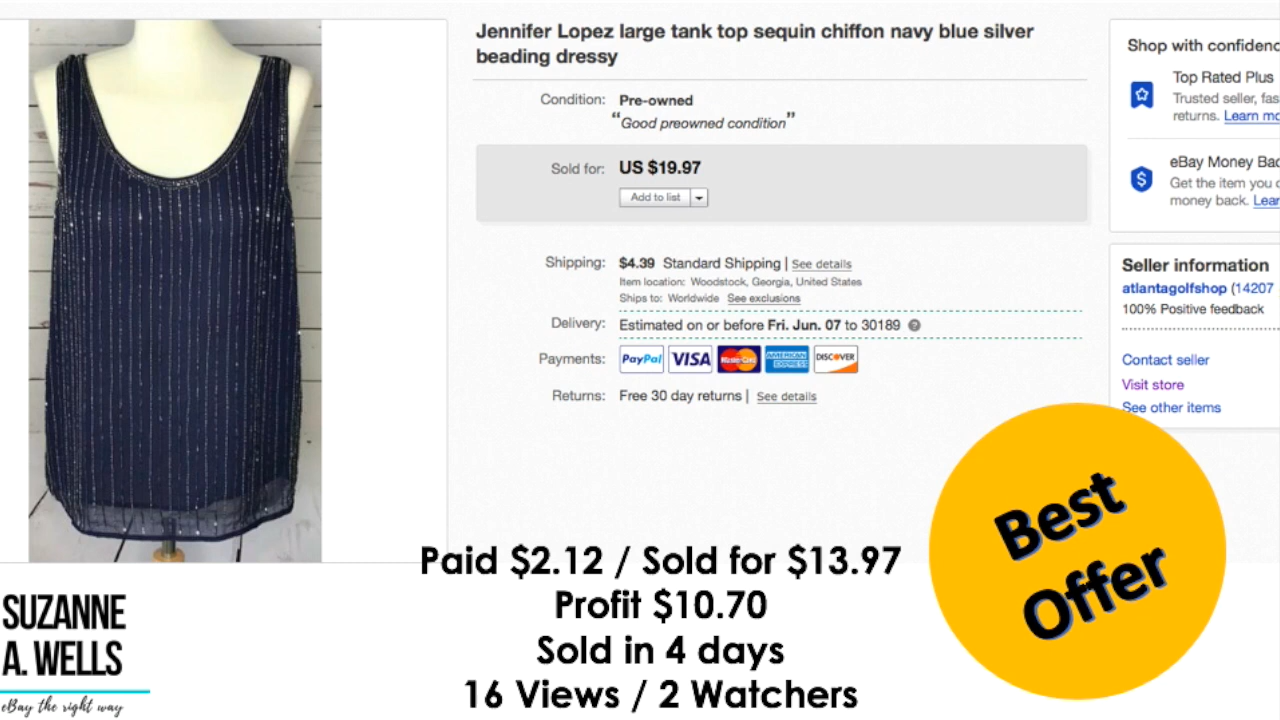 Jennifer Lopez large tank top sequin chiffon navy blue silver
beading dressy
Condition: Pre-owned
“Good preowned condition”
Sold for: US $19.97
Add to list
Shipping: $4.39 Standard Shipping | See details
Item location: Woodstock, Georgia, United States
Ships to: Worldwide See exclusions
Delivery: Estimated on or before Fri. Jun. 07 to 30189 ?
Payments: PayPal VISA MasterCard AMERICAN EXPRESS DISCOVER
Returns: Free 30 day returns | See details
Shop with confidenc
Top Rated Plus
Trusted seller, fas
returns. Learn mo
eBay Money Bac
Get the item you o
money back. Lear
Seller information
atlantagolfshop (14207
100% Positive feedback
Contact seller
Visit store
See other items
Best
Offer
Paid $2.12 / Sold for $13.97
Profit $10.70
Sold in 4 days
16 Views / 2 Watchers
SUZANNE
A. WELLS
eBay the right way